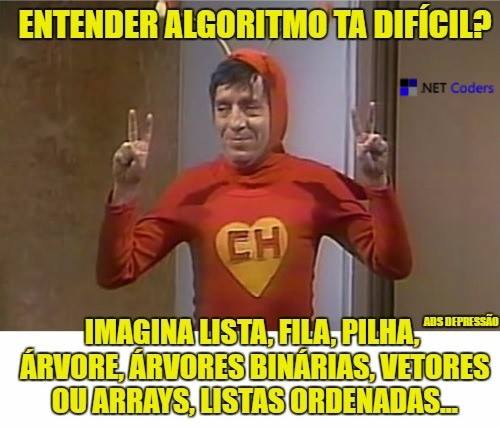 ENTENDER ALGORITMO TA DIFÍCIL?
.NET Coders
CH
ADS DEPRESSÃO
IMAGINA LISTA, FILA, PILHA,
ÁRVORE, ÁRVORES BINÁRIAS, VETORES
OU ARRAYS, LISTAS ORDENADAS...